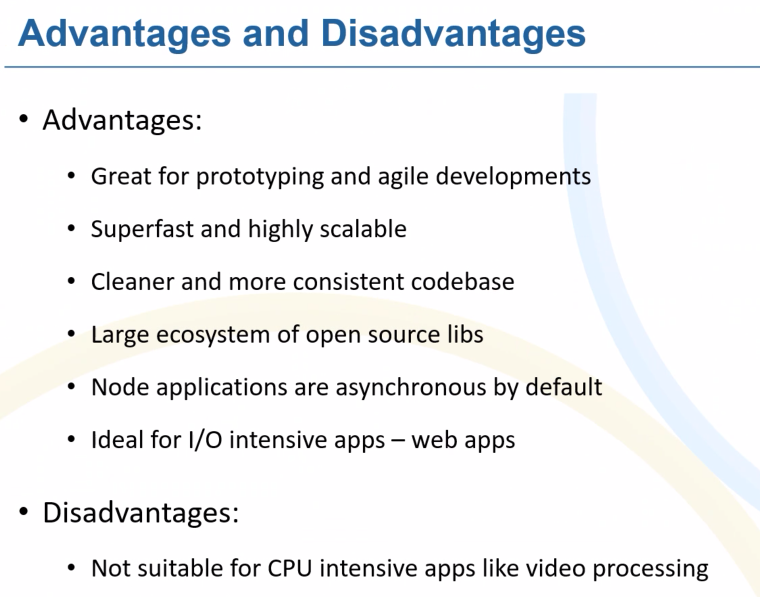 Advantages and Disadvantages
• Advantages:
• Great for prototyping and agile developments
• Superfast and highly scalable
• Cleaner and more consistent codebase
• Large ecosystem of open source libs
• Node applications are asynchronous by default
• Ideal for I/O intensive apps – web apps
• Disadvantages:
• Not suitable for CPU intensive apps like video processing